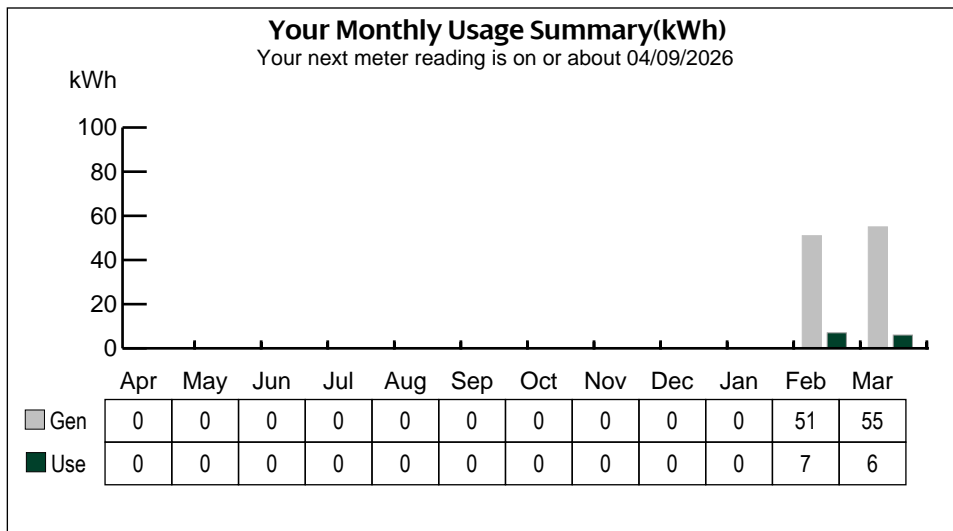 Your Monthly Usage Summary(kWh)
Your next meter reading is on or about 04/09/2026
kWh
100
80
60
40
20
0
Apr May Jun Jul Aug Sep Oct Nov Dec Jan Feb Mar
Gen 0 0 0 0 0 0 0 0 0 0 51 55
Use 0 0 0 0 0 0 0 0 0 0 7 6